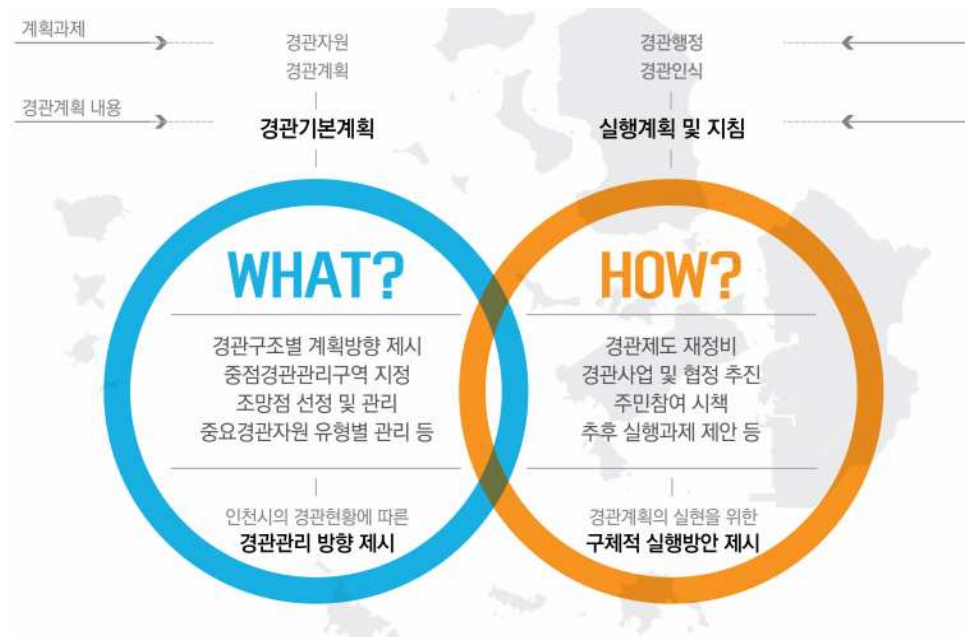 계획과제
경관자원
경관계획
경관행정
경관인식
경관계획 내용
경관기본계획
실행계획 및 지침
WHAT?
경관구조별 계획방향 제시
중점경관관리구역 지정
조망점 선정 및 관리
중요경관자원 유형별 관리 등
인천시의 경관현황에 따른
경관관리 방향 제시
HOW?
경관제도 재정비
경관사업 및 협정 추진
주민참여 시책
추후 실행과제 제안 등
경관계획의 실현을 위한
구체적 실행방안 제시